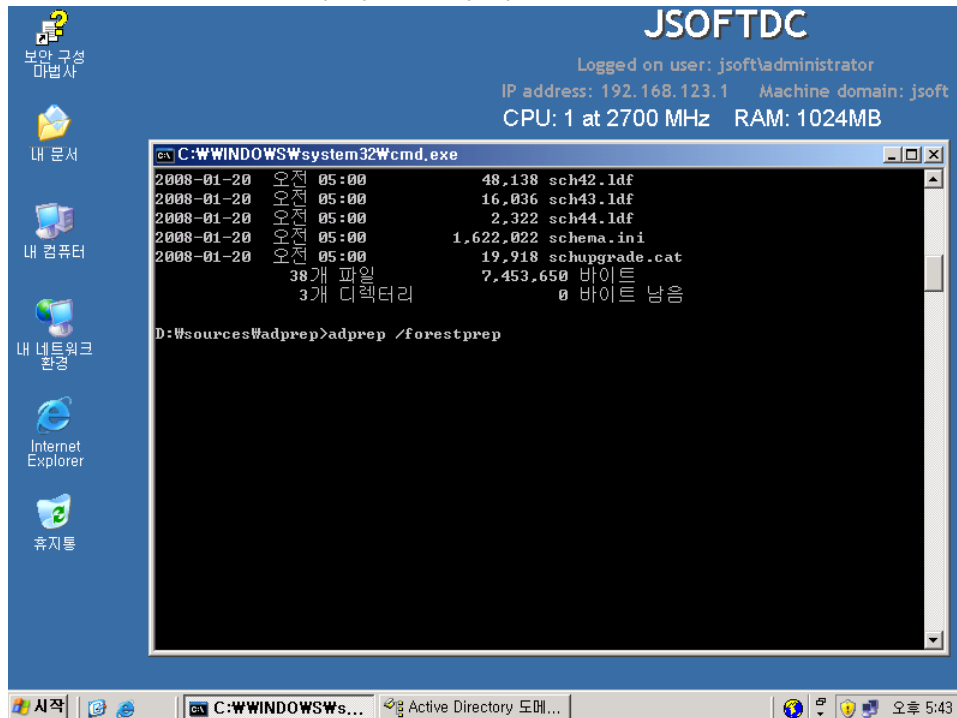 JSOFTDC
Logged on user: jsoft\administrator
IP address: 192.168.123.1 Machine domain: jsoft
CPU: 1 at 2700 MHz RAM: 1024MB
보안 구성
마법사
내 문서
내 컴퓨터
내 네트워크
환경
Internet
Explorer
휴지통
C:₩WINDOWS₩system32₩cmd.exe
2008-01-20 오전 05:00 48,138 sch42.ldf
2008-01-20 오전 05:00 16,036 sch43.ldf
2008-01-20 오전 05:00 2,322 sch44.ldf
2008-01-20 오전 05:00 1,622,022 schema.ini
2008-01-20 오전 05:00 19,918 schupgrade.cat
38개 파일 7,453,650 바이트
3개 디렉터리 0 바이트 남음
D:₩sources₩adprep>adprep /forestprep
시작
C:₩WINDOWS₩s...
Active Directory 도메...
오후 5:43